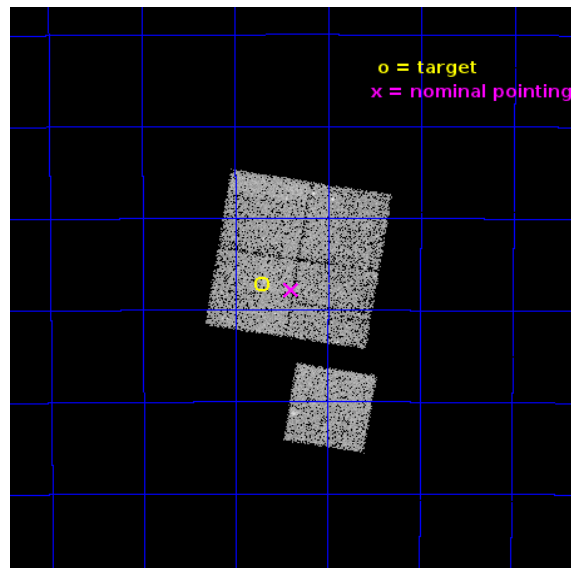 o = target
x = nominal pointing